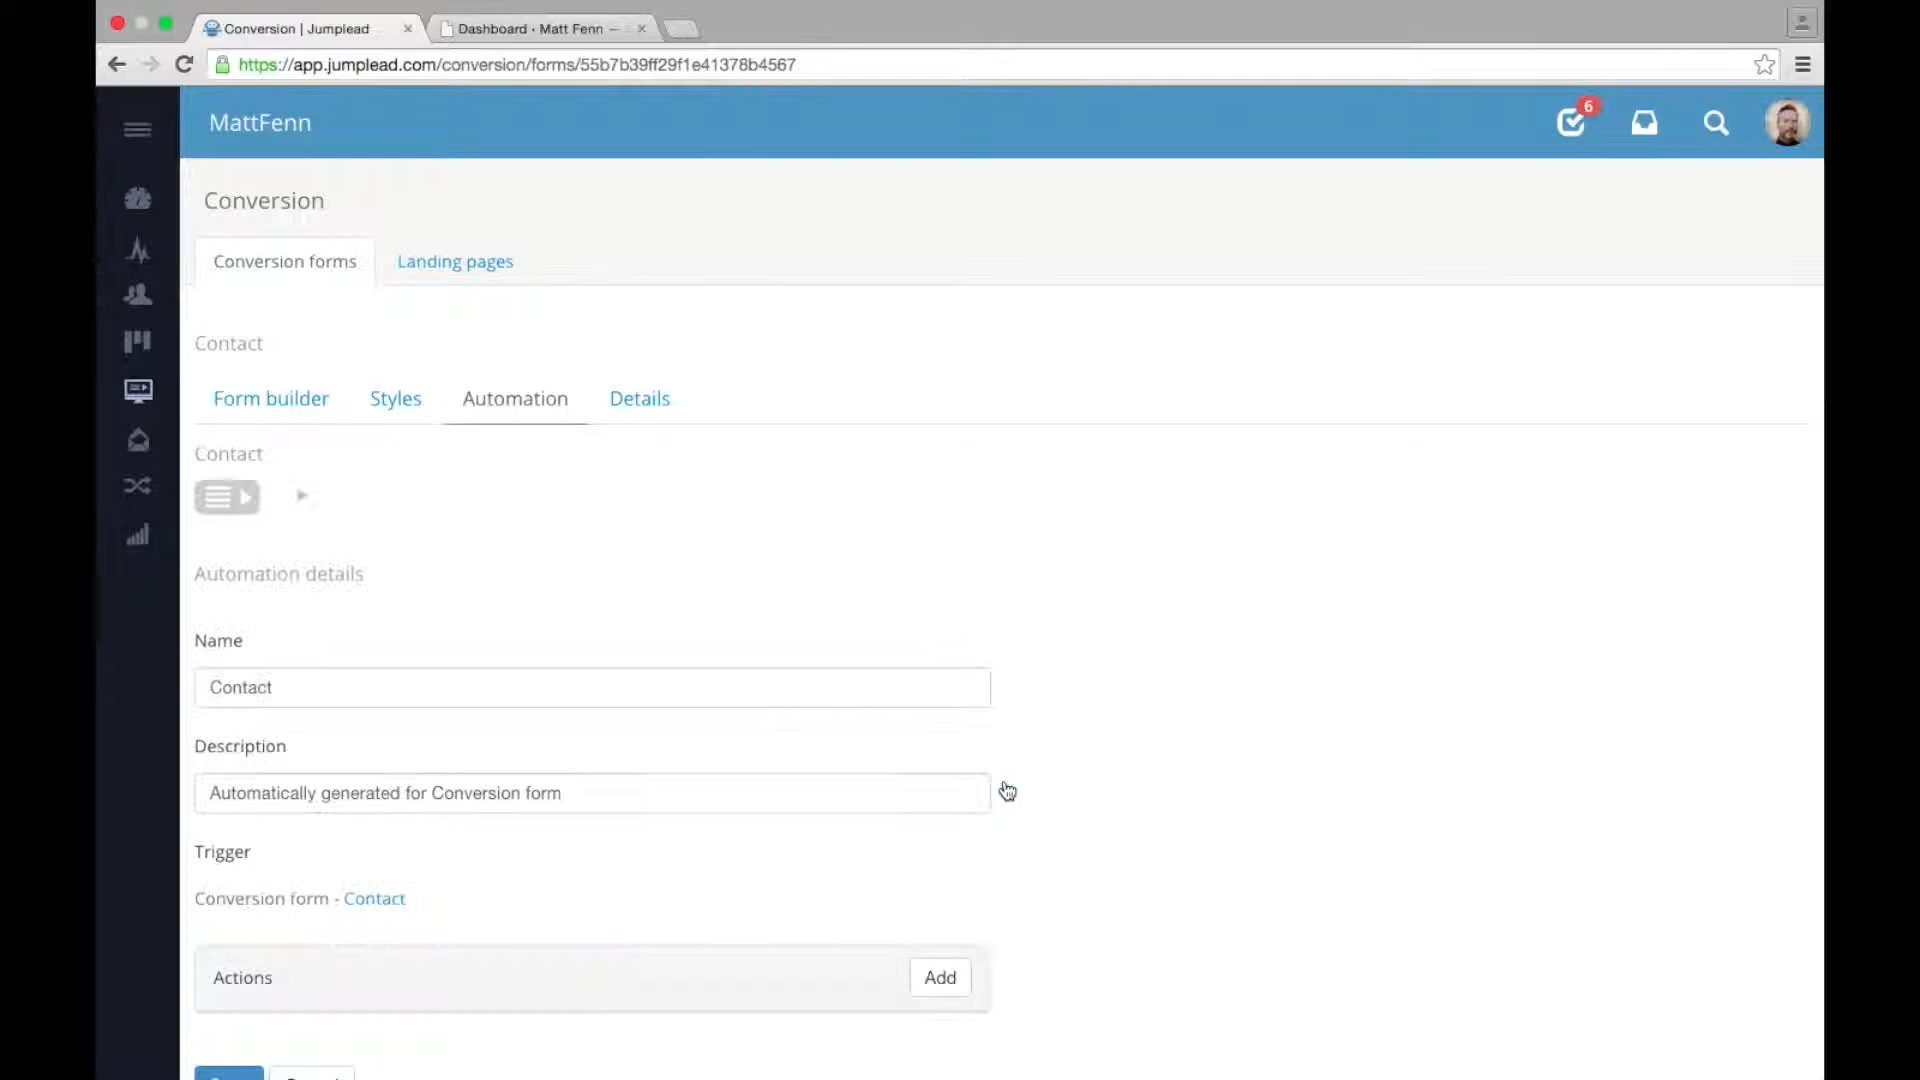 Conversion | Jumplead
Dashboard · Matt Fenn —
https://app.jumplead.com/conversion/forms/55b7b39ff29f1e41378b4567
MattFenn
6
Conversion
Conversion forms
Landing pages
Contact
Form builder
Styles
Automation
Details
Contact
Automation details
Name
Contact
Description
Automatically generated for Conversion form
Trigger
Conversion form - Contact
Actions
Add